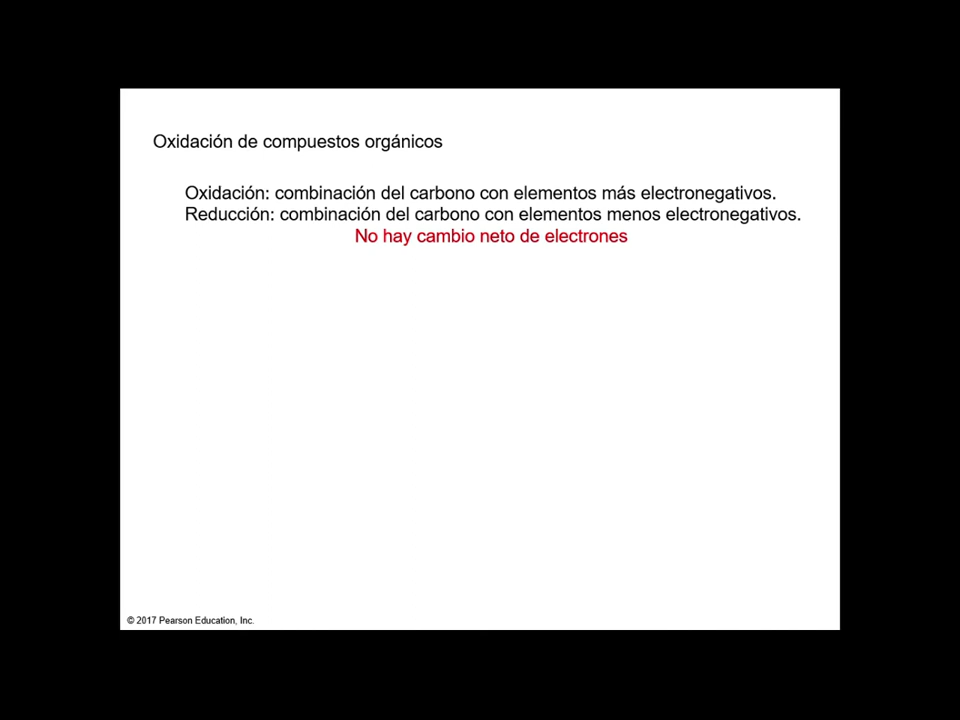 Oxidación de compuestos orgánicos
Oxidación: combinación del carbono con elementos más electronegativos.
Reducción: combinación del carbono con elementos menos electronegativos.
No hay cambio neto de electrones
© 2017 Pearson Education, Inc.